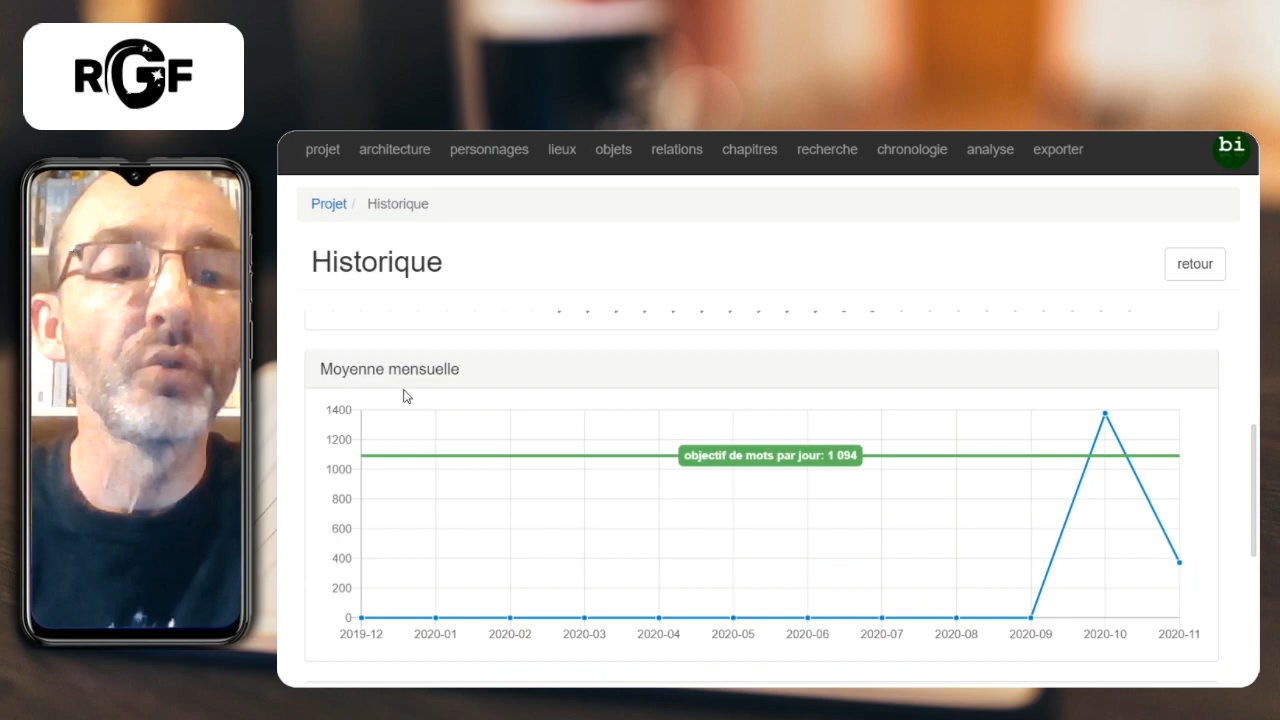 RGF
projet architecture personnages lieux objets relations chapitres recherche chronologie analyse exporter bi
Projet / Historique
Historique
retour
Moyenne mensuelle
1400
objectif de mots par jour: 1 094
1200
1000
800
600
400
200
0
2019-12 2020-01 2020-02 2020-03 2020-04 2020-05 2020-06 2020-07 2020-08 2020-09 2020-10 2020-11